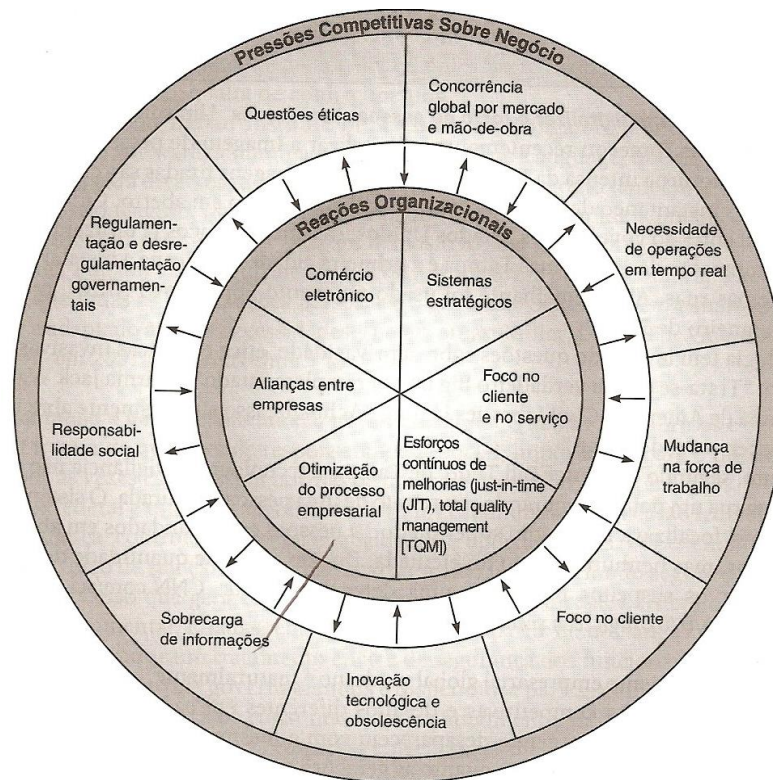 Pressões Competitivas Sobre Negócio
Questões éticas
Concorrência
global por mercado
e mão-de-obra
Necessidade
de operações
em tempo real
Mudança
na força de
trabalho
Foco no cliente
Inovação
tecnológica e
obsolescência
Sobrecarga
de informações
Responsabi-
lidade social
Regulamen-
tação e desre-
gulamentação
governamen-
tais
Reações Organizacionais
Comércio
eletrônico
Sistemas
estratégicos
Foco no
cliente
e no serviço
Esforços
contínuos de
melhorias (just-in-time
(JIT), total quality
management
[TQM])
Otimização
do processo
empresarial
Alianças entre
empresas